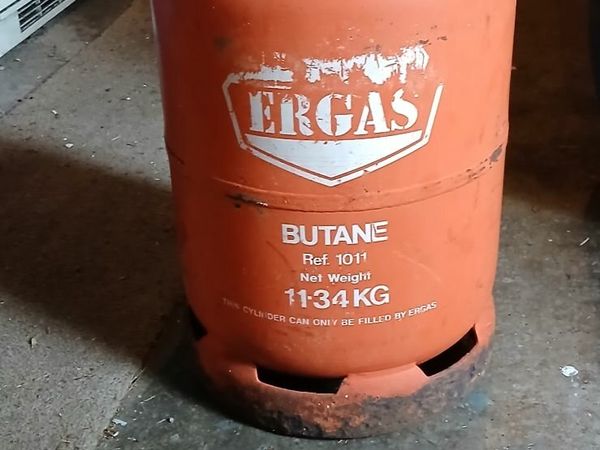 ERGAS
BUTANE
Ref. 1011
Net Weight
11·34 KG
THIS CYLINDER CAN ONLY BE FILLED BY ERGAS